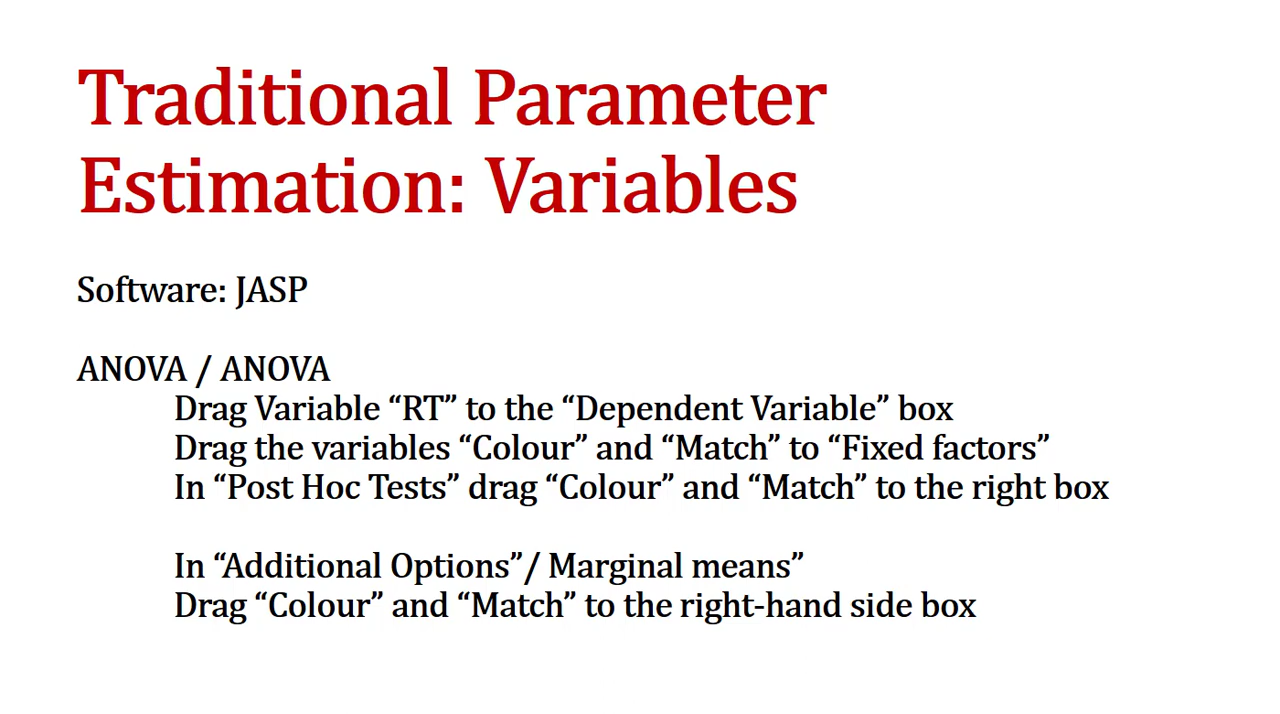 Traditional Parameter
Estimation: Variables
Software: JASP
ANOVA / ANOVA
Drag Variable “RT” to the “Dependent Variable” box
Drag the variables “Colour” and “Match” to “Fixed factors”
In “Post Hoc Tests” drag “Colour” and “Match” to the right box
In “Additional Options”/ Marginal means”
Drag “Colour” and “Match” to the right-hand side box